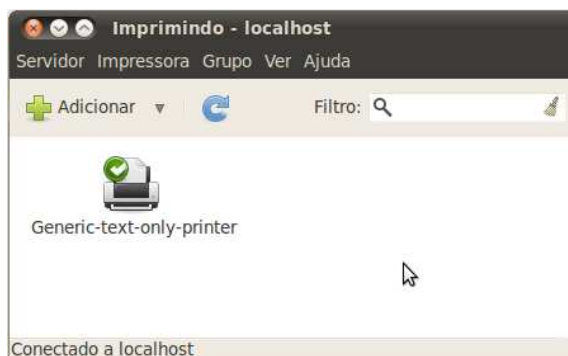 Imprimindo - localhost
Servidor Impressora Grupo Ver Ajuda
Adicionar Filtro:
Generic-text-only-printer
Conectado a localhost